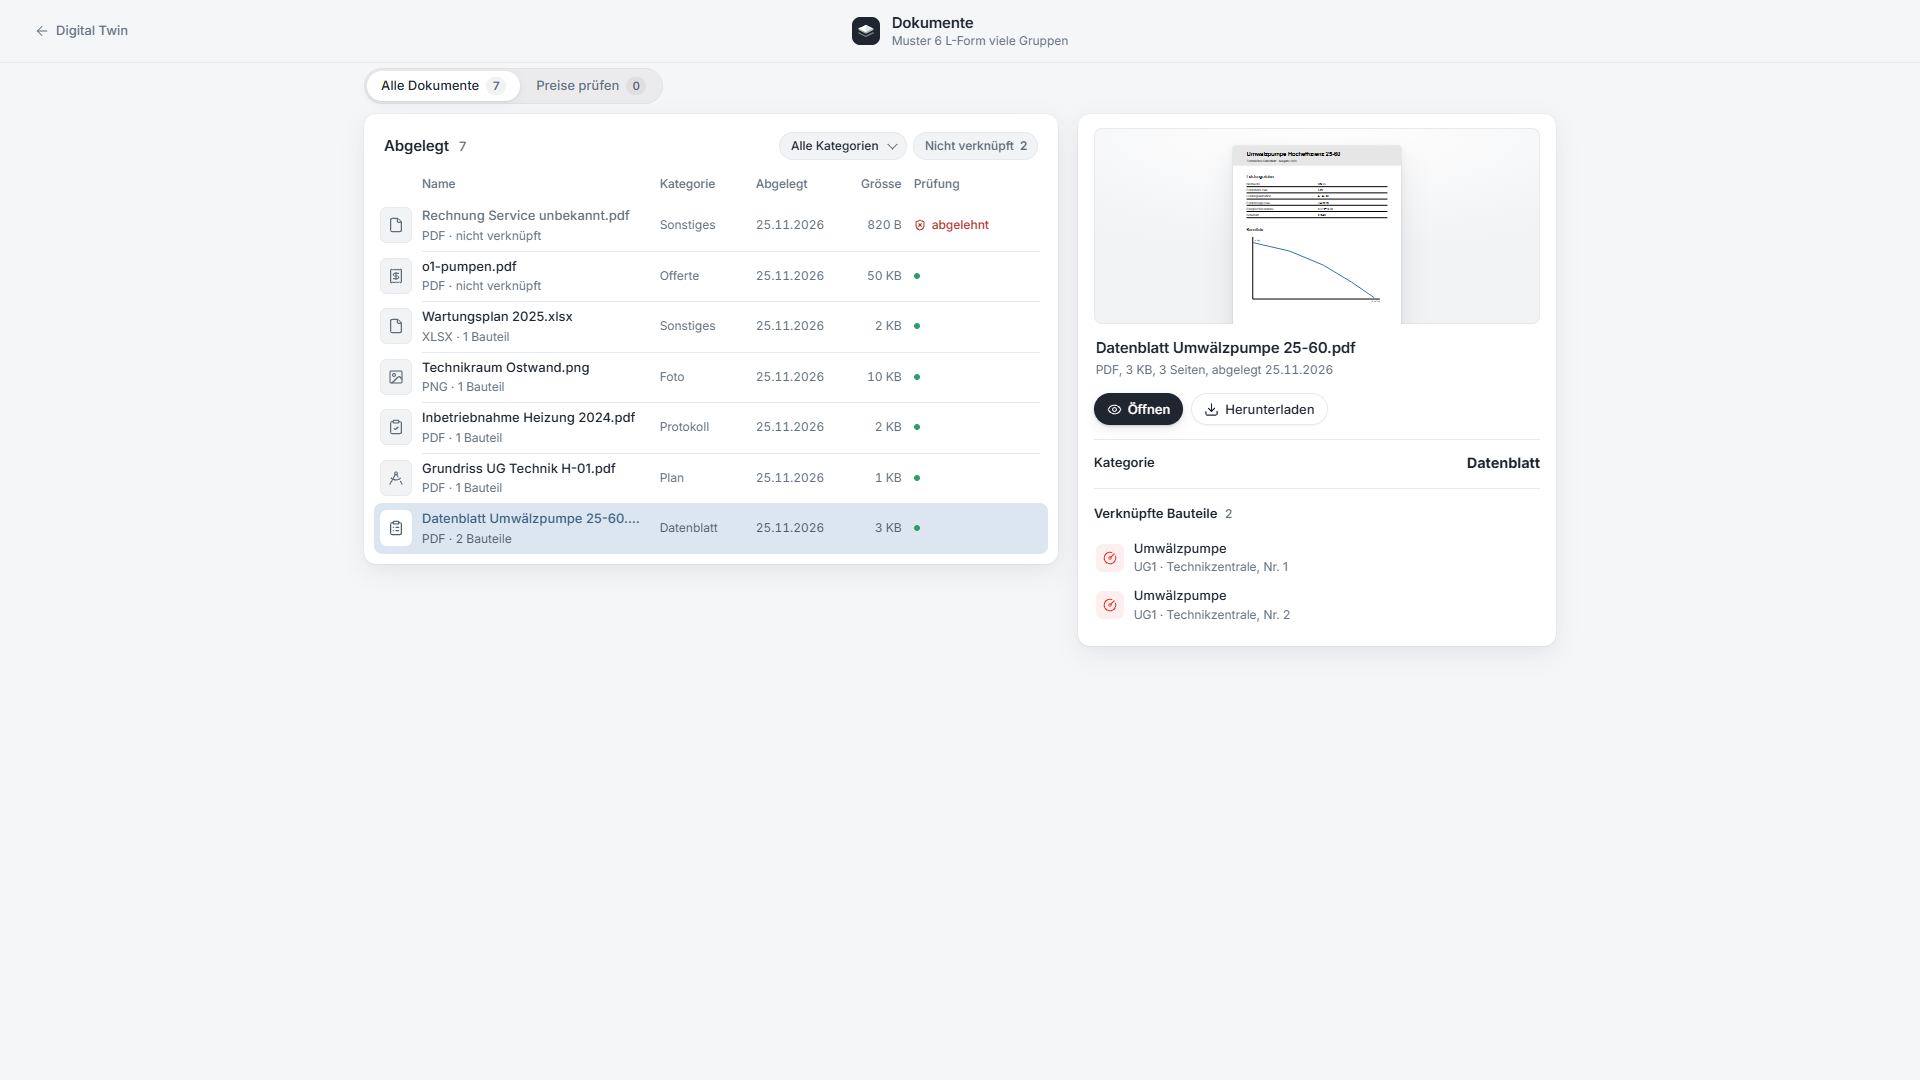 Digital Twin
Dokumente
Muster 6 L-Form viele Gruppen
Alle Dokumente 7
Preise prüfen 0
Abgelegt 7
Alle Kategorien
Nicht verknüpft 2
Name Kategorie Abgelegt Grösse Prüfung
Rechnung Service unbekannt.pdf
PDF · nicht verknüpft
Sonstiges 25.11.2026 820 B abgelehnt
o1-pumpen.pdf
PDF · nicht verknüpft
Offerte 25.11.2026 50 KB
Wartungsplan 2025.xlsx
XLSX · 1 Bauteil
Sonstiges 25.11.2026 2 KB
Technikraum Ostwand.png
PNG · 1 Bauteil
Foto 25.11.2026 10 KB
Inbetriebnahme Heizung 2024.pdf
PDF · 1 Bauteil
Protokoll 25.11.2026 2 KB
Grundriss UG Technik H-01.pdf
PDF · 1 Bauteil
Plan 25.11.2026 1 KB
Datenblatt Umwälzpumpe 25-60....
PDF · 2 Bauteile
Datenblatt 25.11.2026 3 KB
Umwälzpumpe Hocheffizienz 25-60
Datenblatt Umwälzpumpe 25-60.pdf
PDF, 3 KB, 3 Seiten, abgelegt 25.11.2026
Öffnen
Herunterladen
Kategorie Datenblatt
Verknüpfte Bauteile 2
Umwälzpumpe
UG1 · Technikzentrale, Nr. 1
Umwälzpumpe
UG1 · Technikzentrale, Nr. 2